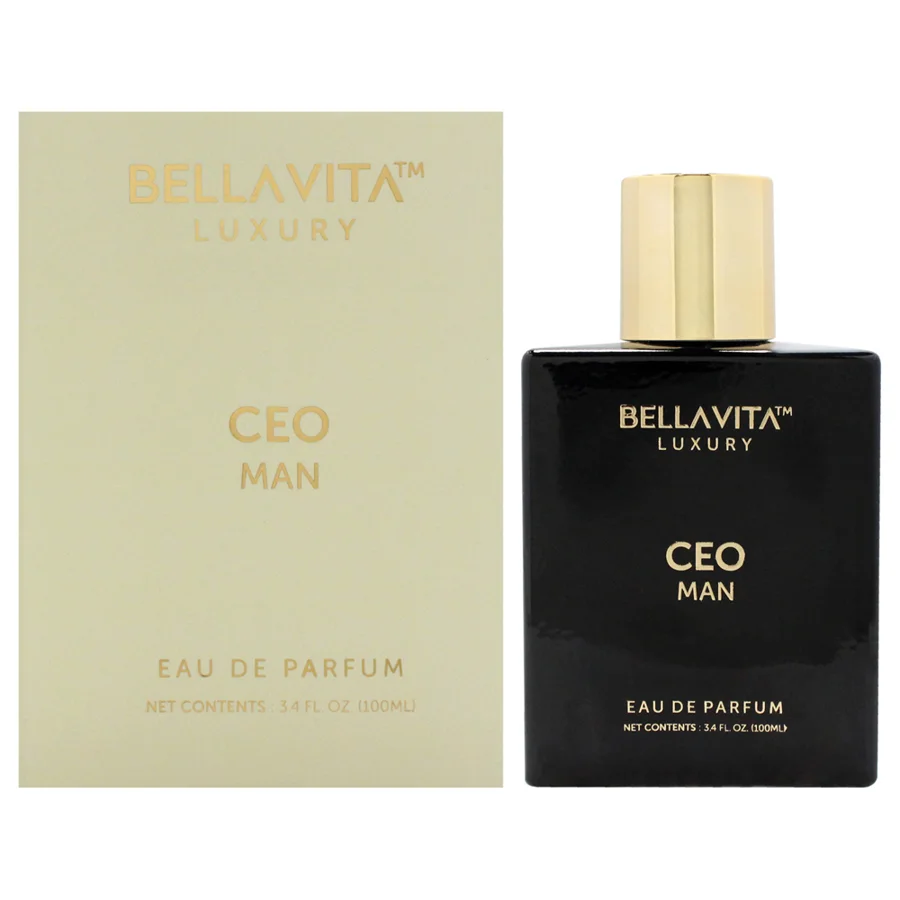 BELLAVITA™
LUXURY
CEO
MAN
EAU DE PARFUM
NET CONTENTS : 3.4 FL. OZ. (100ML)
BELLAVITA™
LUXURY
CEO
MAN
EAU DE PARFUM
NET CONTENTS : 3.4 FL. OZ. (100ML)